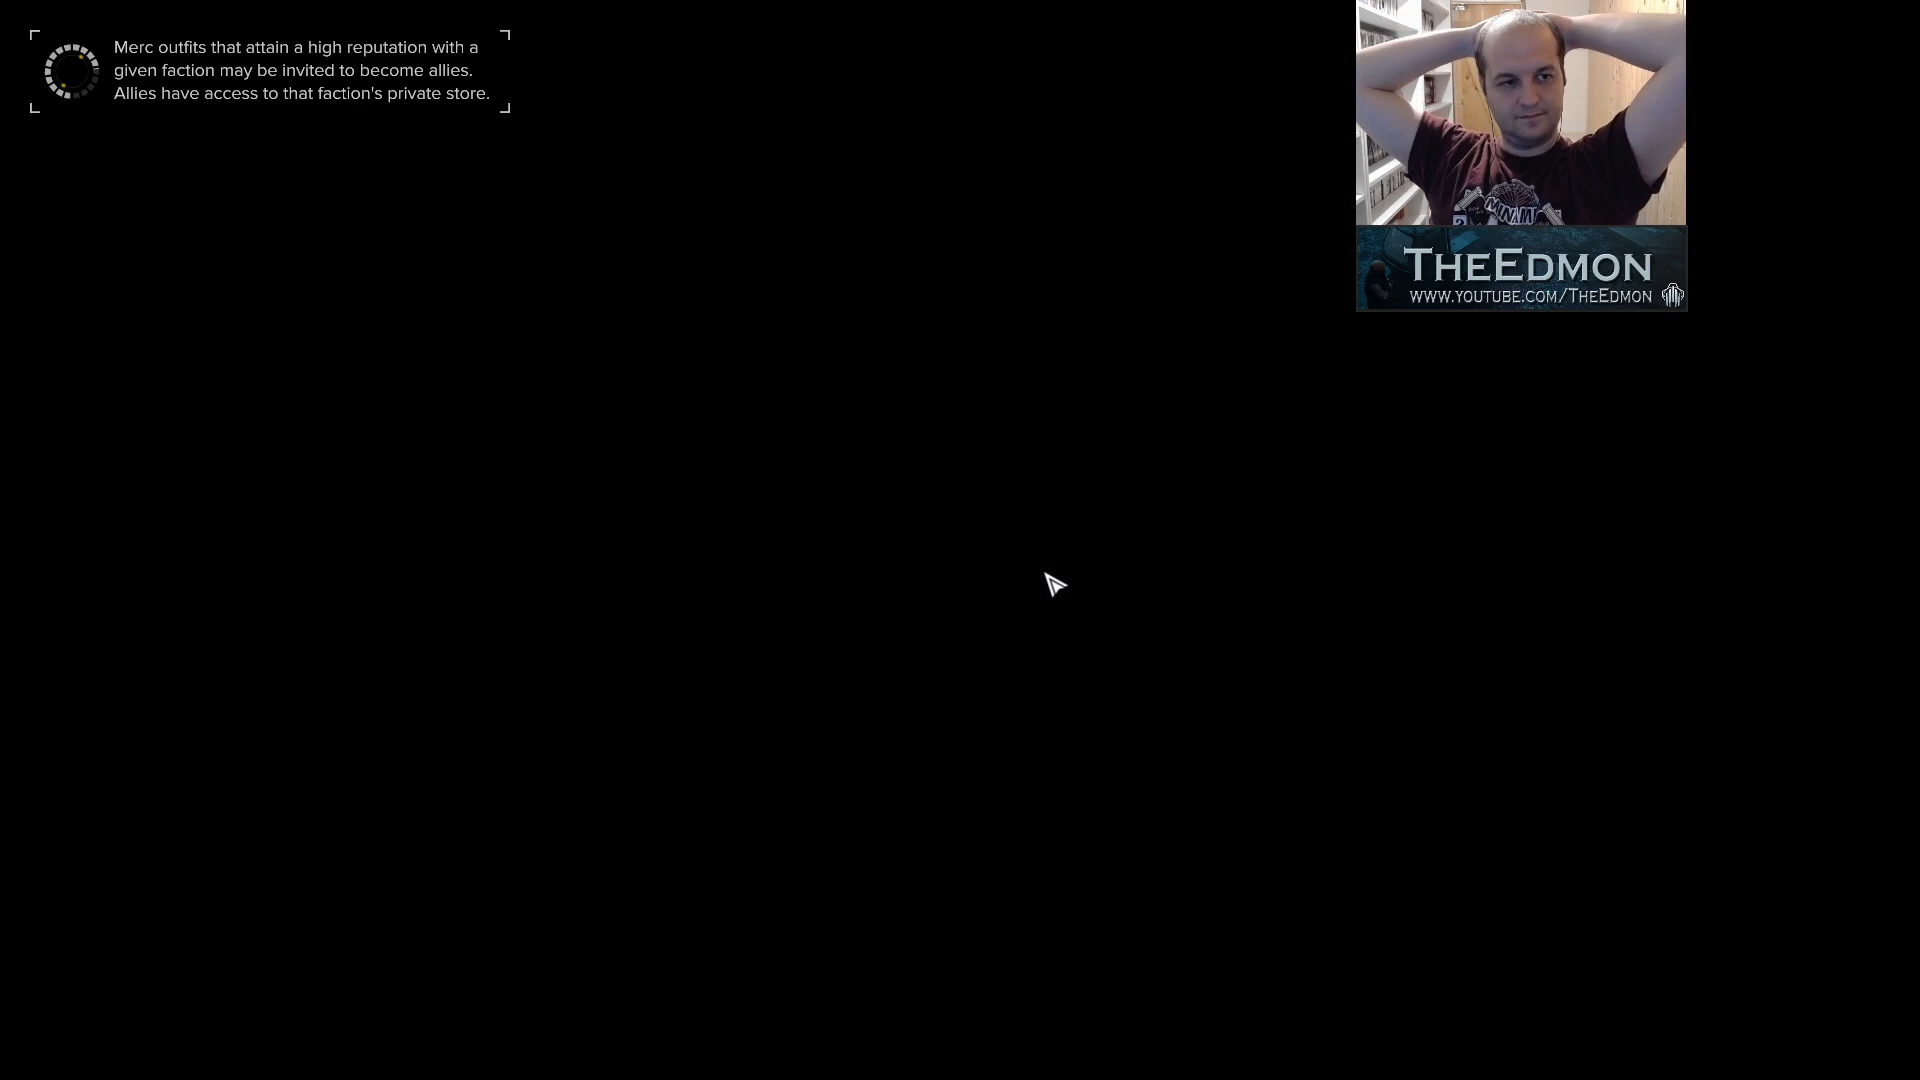 Merc outfits that attain a high reputation with a
given faction may be invited to become allies.
Allies have access to that faction's private store.
THEEDMON
WWW.YOUTUBE.COM/THEEDMON